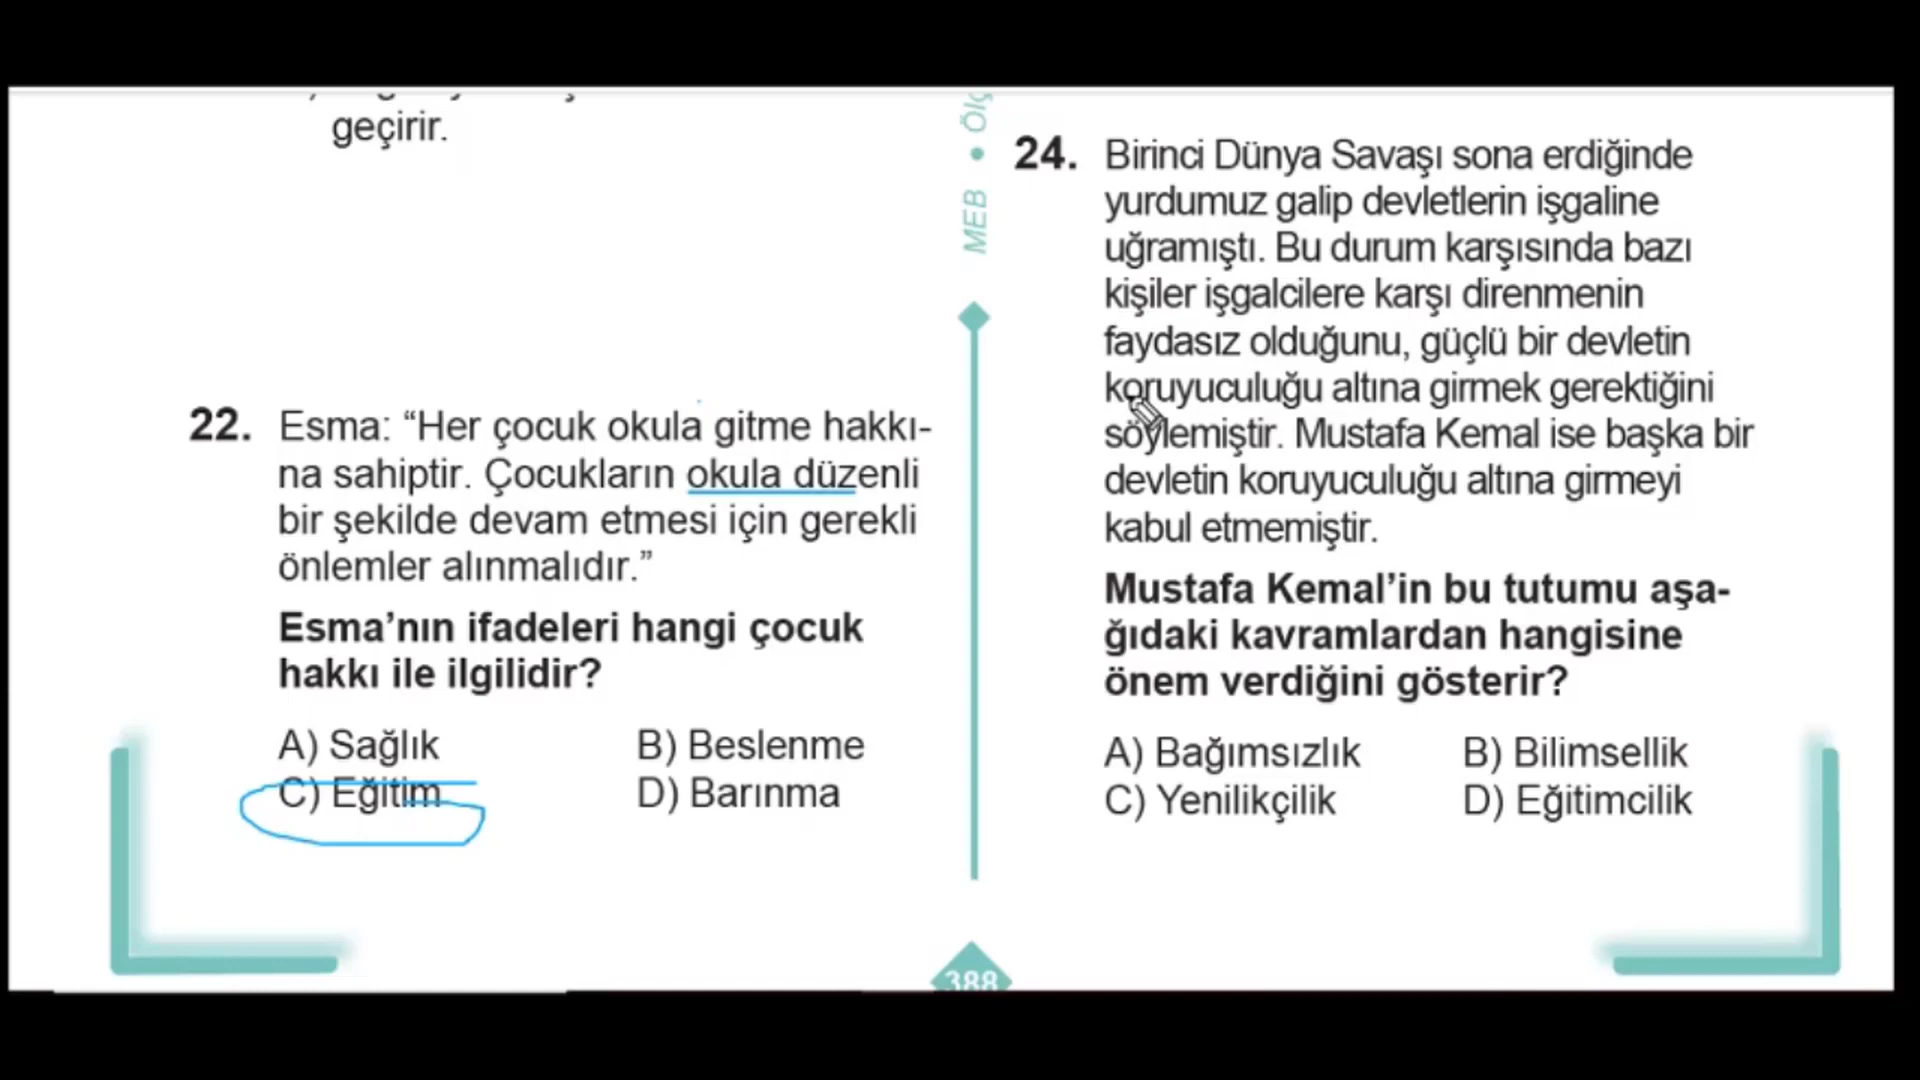 geçirir.
22. Esma: “Her çocuk okula gitme hakkı-
na sahiptir. Çocukların okula düzenli
bir şekilde devam etmesi için gerekli
önlemler alınmalıdır.”
Esma’nın ifadeleri hangi çocuk
hakkı ile ilgilidir?
A) Sağlık B) Beslenme
C) Eğitim D) Barınma
MEB •
24. Birinci Dünya Savaşı sona erdiğinde
yurdumuz galip devletlerin işgaline
uğramıştı. Bu durum karşısında bazı
kişiler işgalcilere karşı direnmenin
faydasız olduğunu, güçlü bir devletin
koruyuculuğu altına girmek gerektiğini
söylemiştir. Mustafa Kemal ise başka bir
devletin koruyuculuğu altına girmeyi
kabul etmemiştir.
Mustafa Kemal’in bu tutumu aşa-
ğıdaki kavramlardan hangisine
önem verdiğini gösterir?
A) Bağımsızlık B) Bilimsellik
C) Yenilikçilik D) Eğitimcilik
388